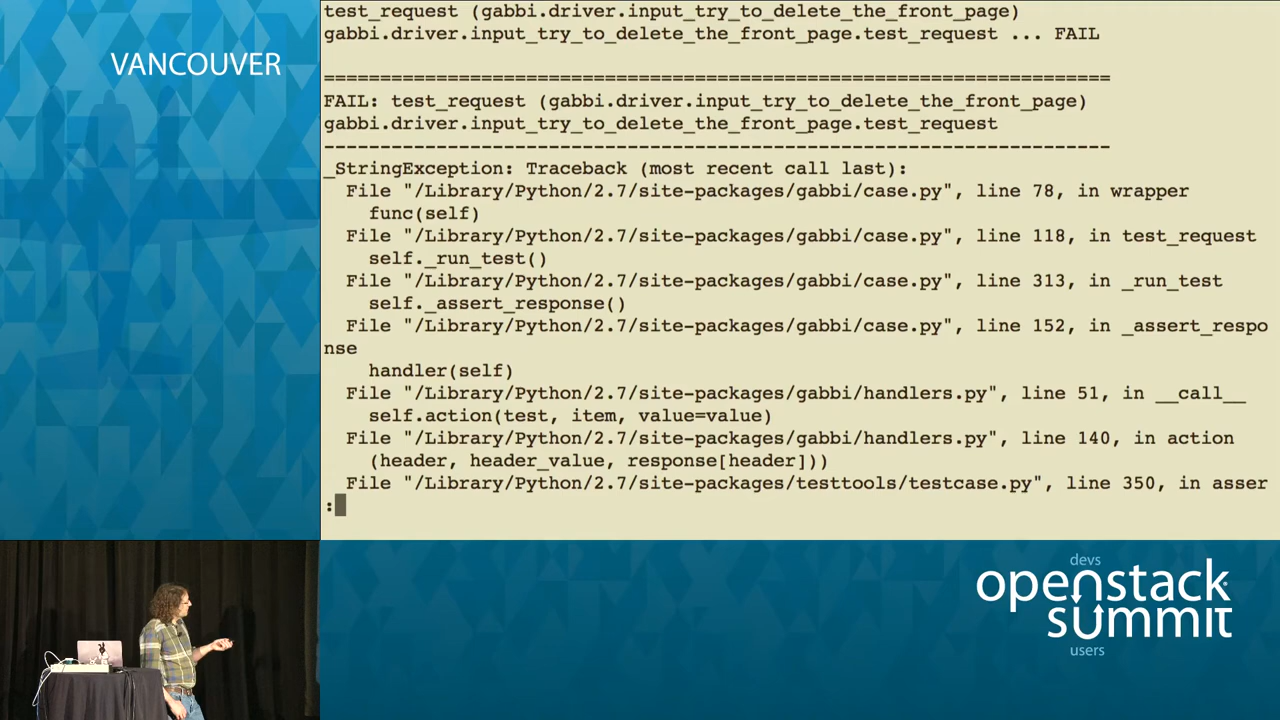 VANCOUVER
test_request (gabbi.driver.input_try_to_delete_the_front_page)
gabbi.driver.input_try_to_delete_the_front_page.test_request ... FAIL
======================================================================
FAIL: test_request (gabbi.driver.input_try_to_delete_the_front_page)
gabbi.driver.input_try_to_delete_the_front_page.test_request
----------------------------------------------------------------------
_StringException: Traceback (most recent call last):
  File "/Library/Python/2.7/site-packages/gabbi/case.py", line 78, in wrapper
    func(self)
  File "/Library/Python/2.7/site-packages/gabbi/case.py", line 118, in test_request
    self._run_test()
  File "/Library/Python/2.7/site-packages/gabbi/case.py", line 313, in _run_test
    self._assert_response()
  File "/Library/Python/2.7/site-packages/gabbi/case.py", line 152, in _assert_respo
nse
    handler(self)
  File "/Library/Python/2.7/site-packages/gabbi/handlers.py", line 51, in __call__
    self.action(test, item, value=value)
  File "/Library/Python/2.7/site-packages/gabbi/handlers.py", line 140, in action
    (header, header_value, response[header]))
  File "/Library/Python/2.7/site-packages/testtools/testcase.py", line 350, in asser
:
devs
openstack
summit
users